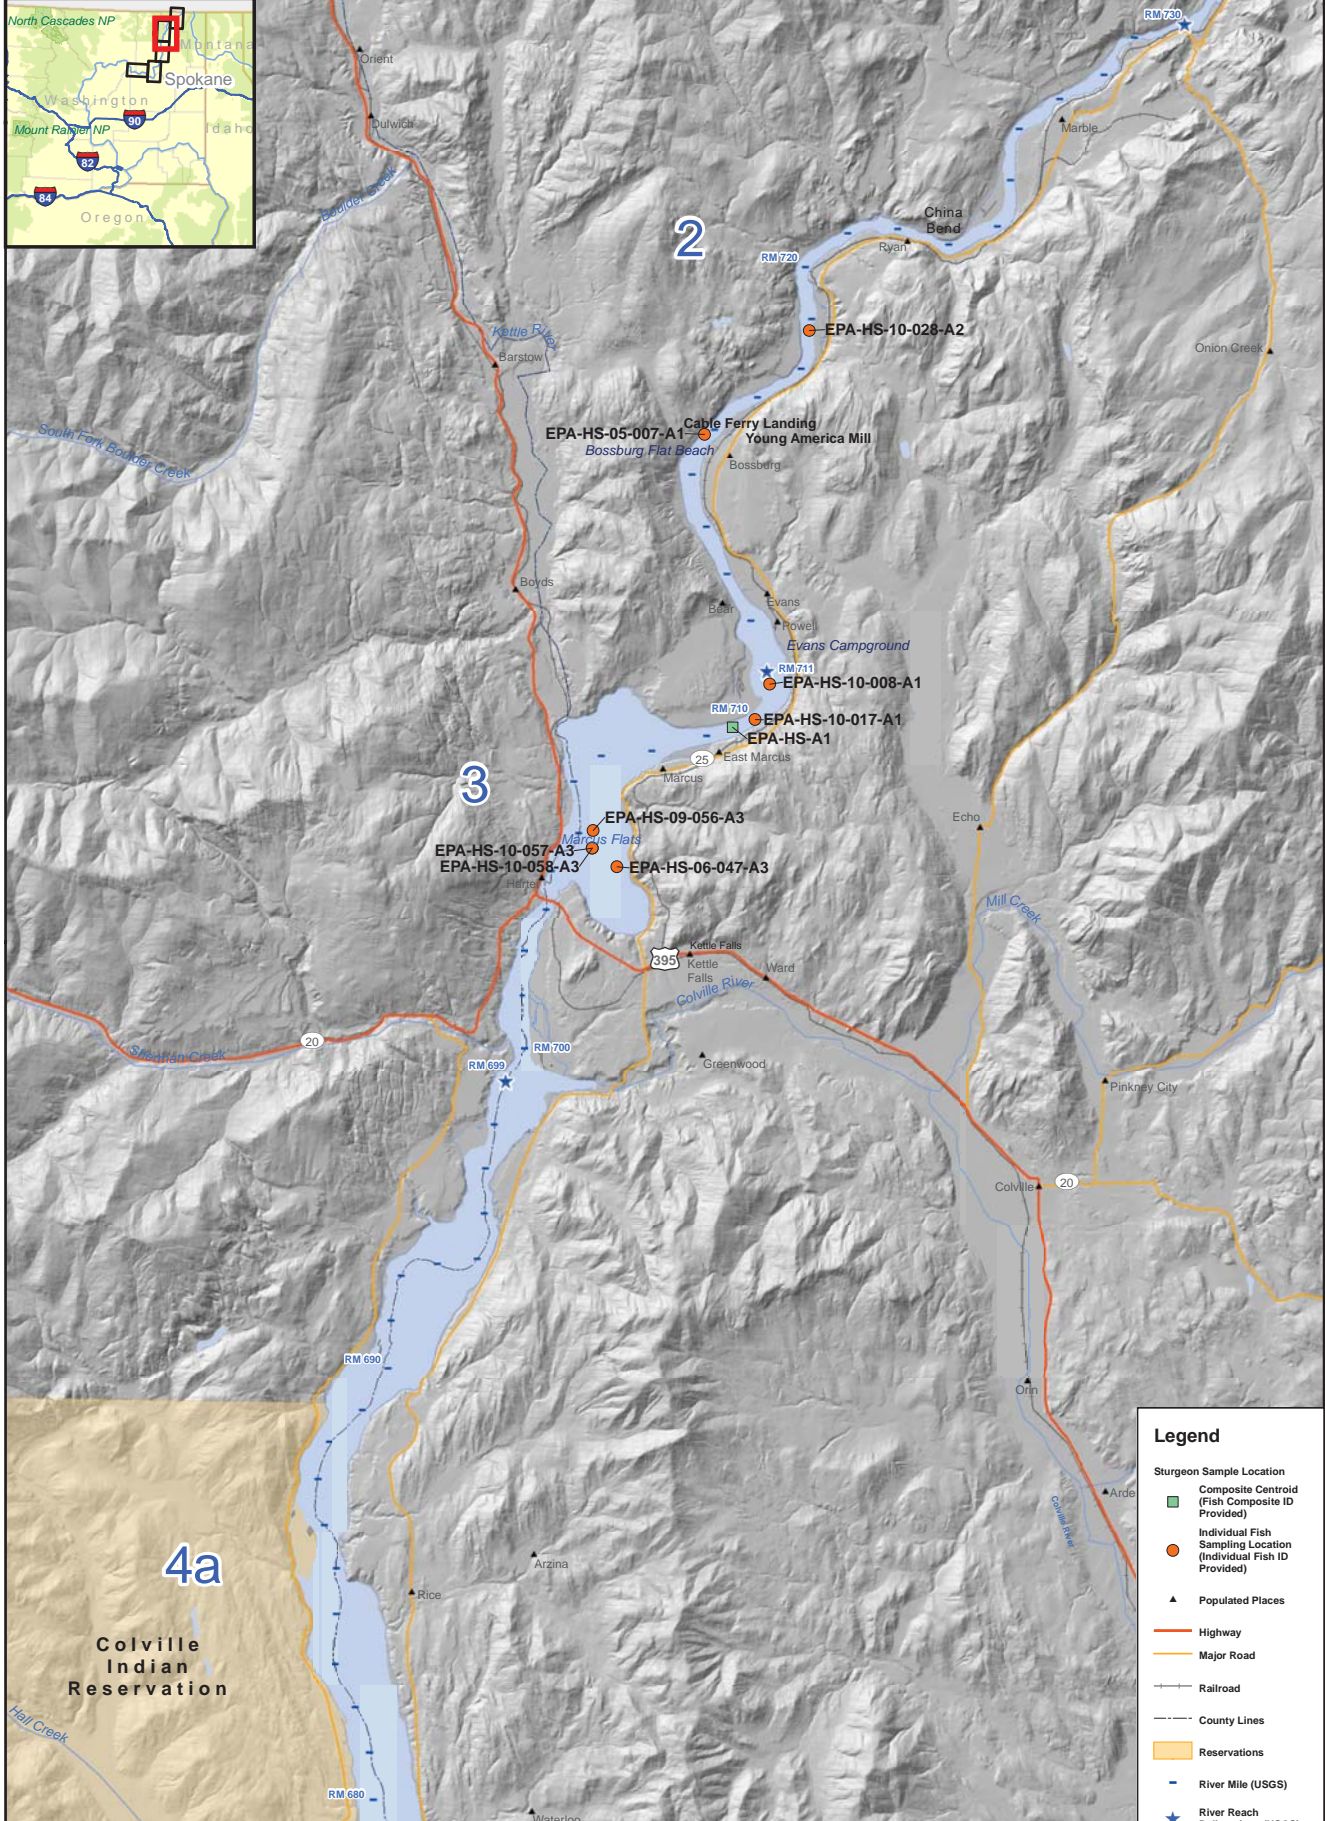 North Cascades NP
Montana
Spokane
Washington
90
Idaho
Mount Rainier NP
82
84
Oregon
RM 730
Orient
Dulwich
Marble
Boulder Creek
China
Bend
2
Ryan
RM 720
Kettle River
EPA-HS-10-028-A2
Barstow
Onion Creek
South Fork Boulder Creek
Cable Ferry Landing
EPA-HS-05-007-A1
Young America Mill
Bossburg Flat Beach
Bossburg
Boyds
Bear
Evans
Powell
Evans Campground
RM 711
EPA-HS-10-008-A1
RM 710
EPA-HS-10-017-A1
EPA-HS-A1
25
East Marcus
Marcus
3
EPA-HS-09-056-A3
Echo
Marcus Flats
EPA-HS-10-057-A3
EPA-HS-10-058-A3
EPA-HS-06-047-A3
Harter
Mill Creek
Kettle Falls
395
Kettle
Falls
Ward
Colville River
20
Sherman Creek
RM 700
RM 699
Greenwood
Pinkney City
Colville
20
RM 690
Orin
Legend
Sturgeon Sample Location
Composite Centroid
(Fish Composite ID
Provided)
Individual Fish
Sampling Location
(Individual Fish ID
Provided)
Populated Places
Highway
Major Road
Railroad
County Lines
Reservations
River Mile (USGS)
River Reach
Arde
Colville River
4a
Arzina
Rice
Colville
Indian
Reservation
Hall Creek
RM 680
Waterloo